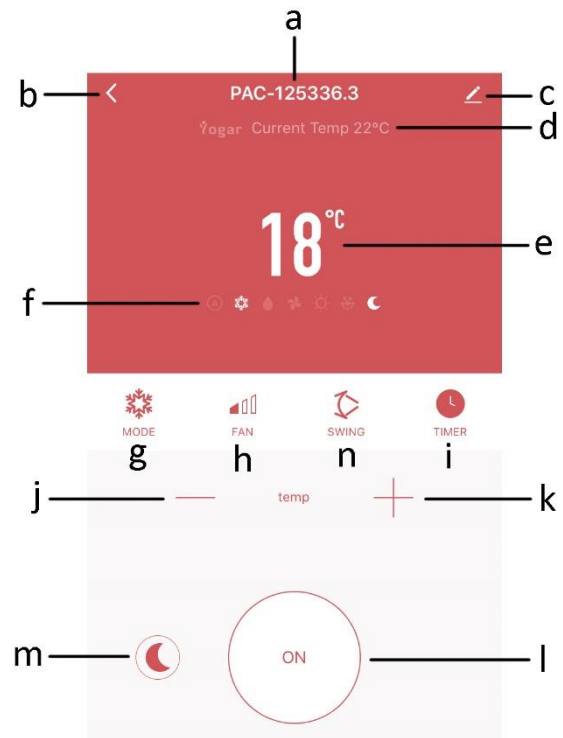 a
b
PAC-125336.3
c
Yogar Current Temp 22°C
d
18°C
e
f
MODE
FAN
SWING
TIMER
g
h
n
i
j
temp
k
m
ON
l